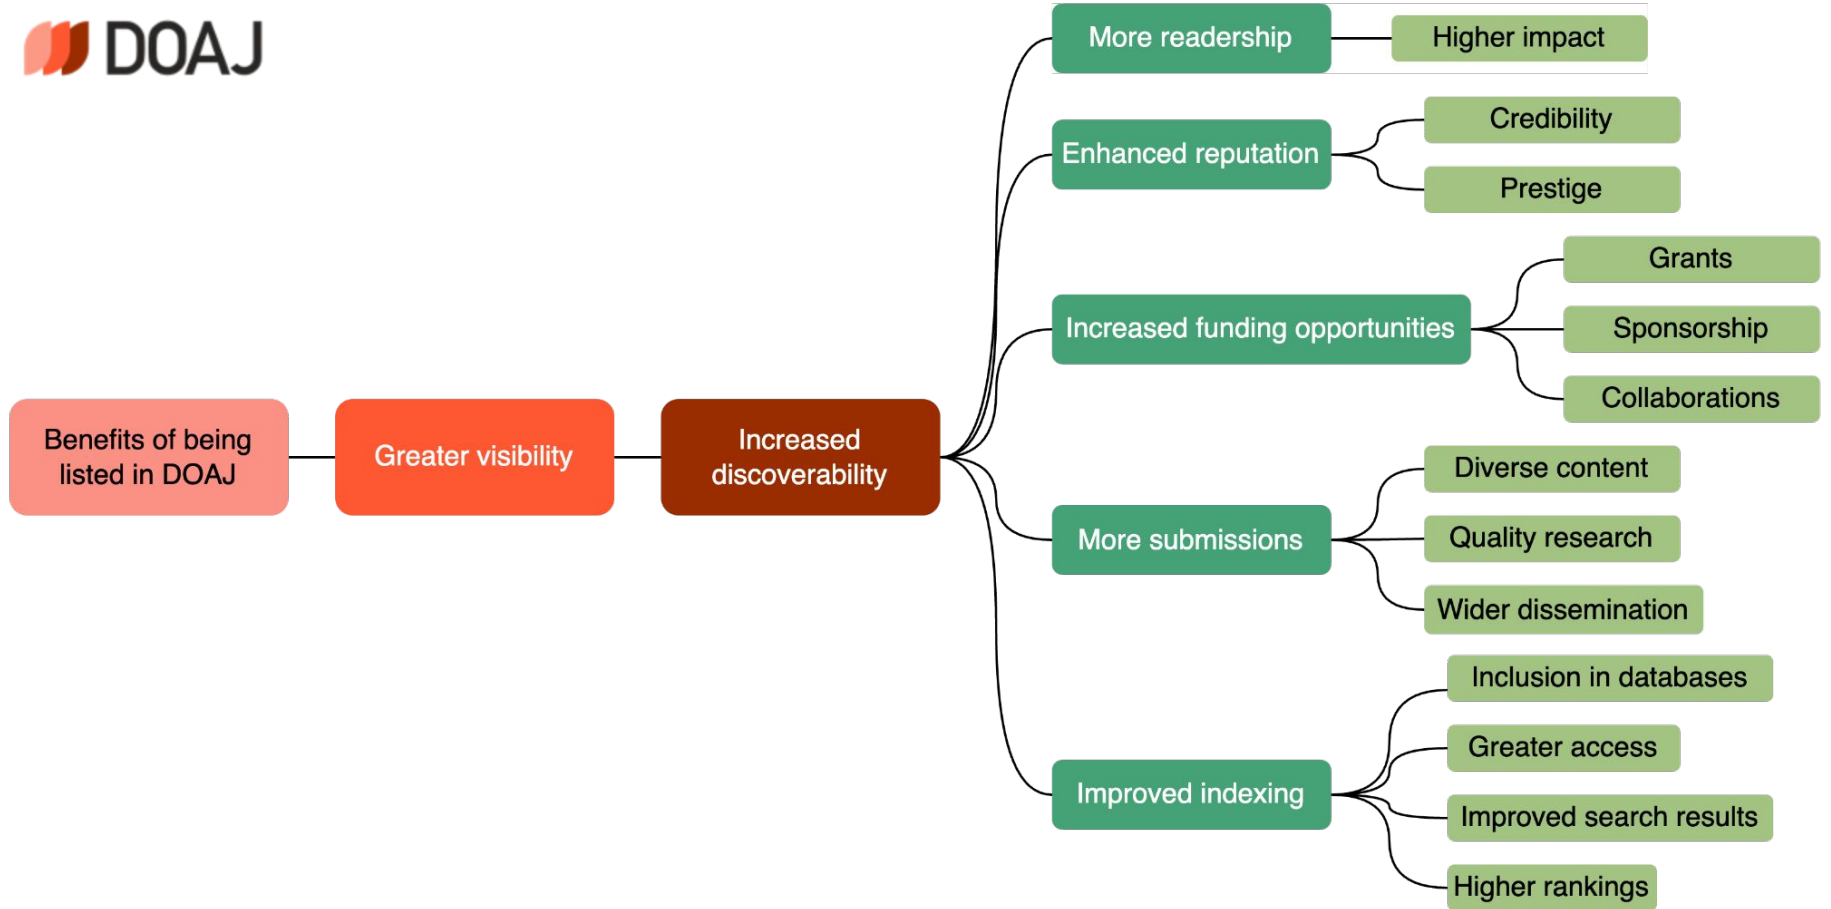 DOAJ
Benefits of being
listed in DOAJ
Greater visibility
Increased
discoverability
More readership
Higher impact
Enhanced reputation
Credibility
Prestige
Increased funding opportunities
Grants
Sponsorship
Collaborations
More submissions
Diverse content
Quality research
Wider dissemination
Improved indexing
Inclusion in databases
Greater access
Improved search results
Higher rankings